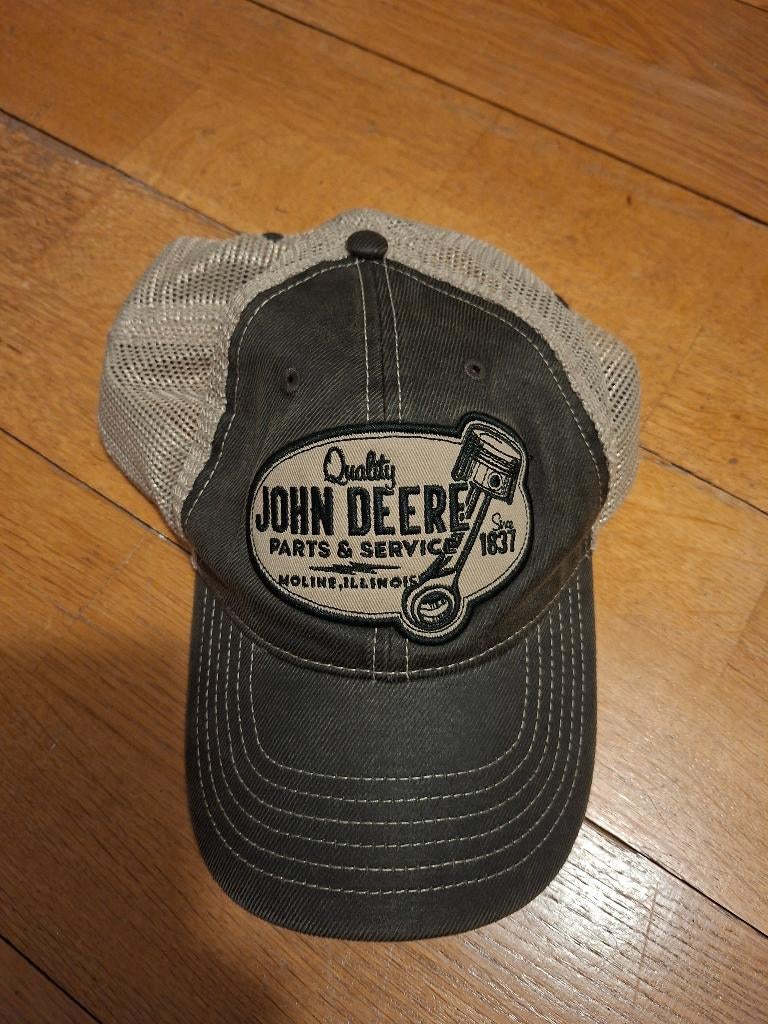 Quality
JOHN DEERE
PARTS & SERVICE
Since 1837
MOLINE, ILLINOIS